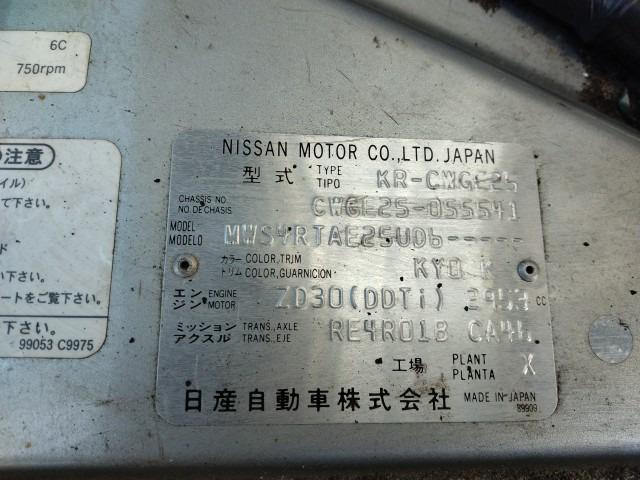 6C
750rpm
の注意）
イル）
て下さい。
ド
い。
ートをご覧下さい。
下さい。
99053 C9975
NISSAN MOTOR CO.,LTD. JAPAN
型式 TYPE TIPO KR-CWGE25
CHASSIS NO. NO.DE CHASIS CWGE25-055541
MODEL MODELO MWS4RTAE25U06-----
カラー COLOR,TRIM トリム COLOR,GUARNICION KY0 K
エンジン ENGINE MOTOR ZD30(DDTi) 2953 cc
ミッション アクスル TRANS.,AXLE TRANS.,EJE RE4R01B
工場 PLANT PLANTA X
日産自動車株式会社 MADE IN JAPAN
89909